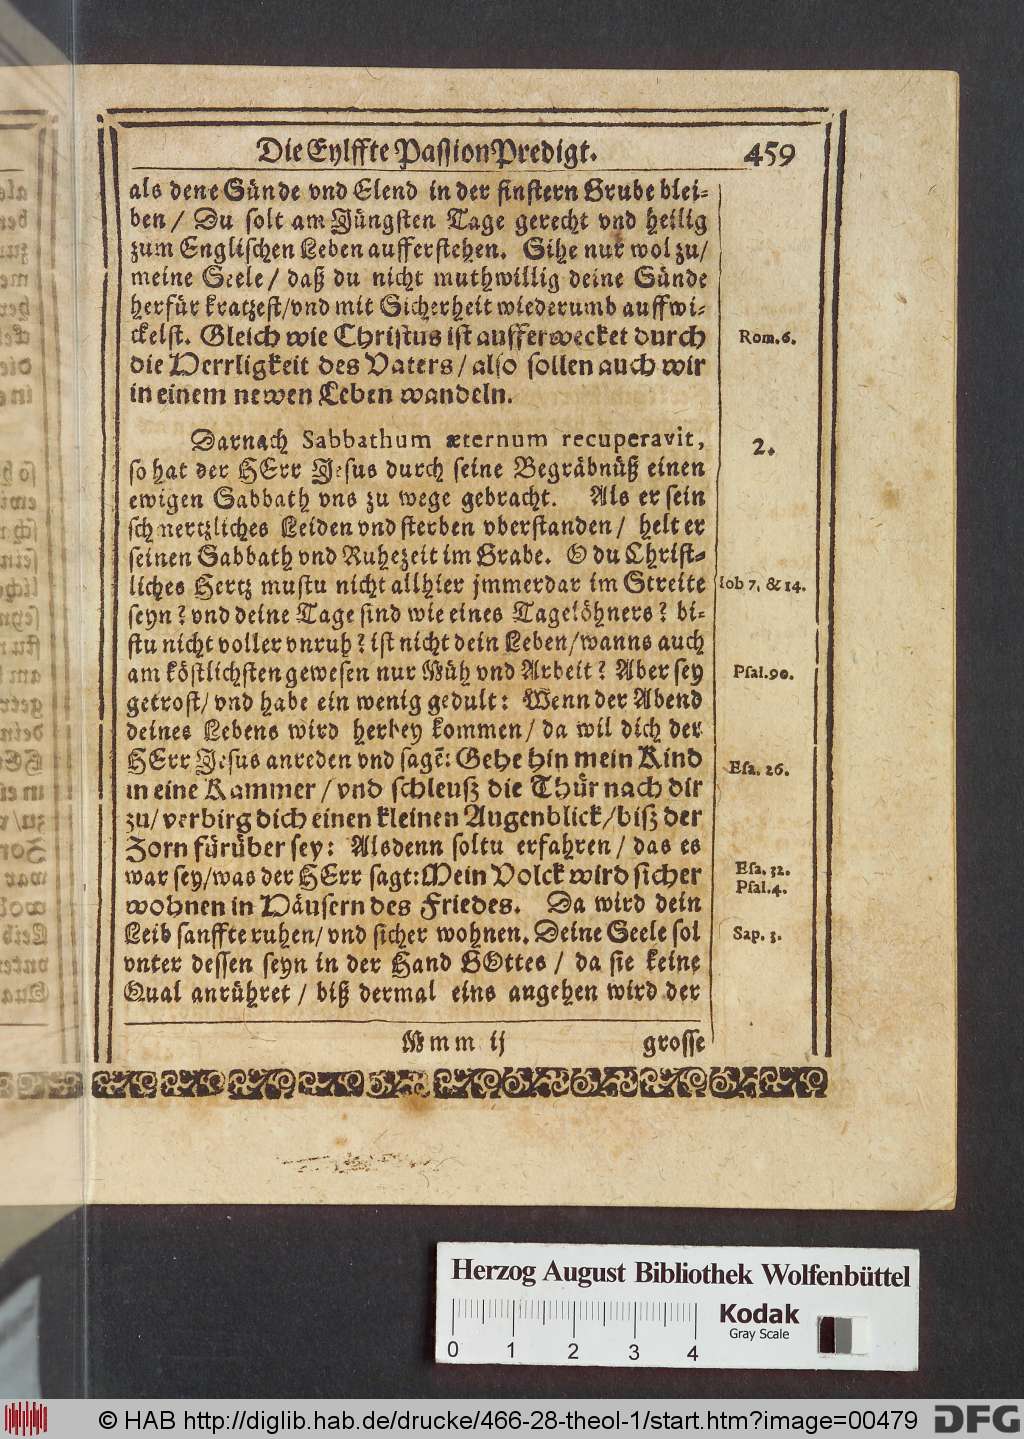 Die Eylffte Passion Predigt. 459
als dene Sünde vnd Elend in der finstern Grube blei-
ben / Du solt am Jüngsten Tage gerecht vnd heilig
zum Englischen Leben aufferstehen. Sihe nur wol zu/
meine Seele / daß du nicht muthwillig deine Sünde
herfür kratzest/vnd mit Sicherheit wiederumb auffwi-
ckelst. Gleich wie Christus ist aufferwecket durch
Rom. 6.
die Herrligkeit des Vaters / also sollen auch wir
in einem newen Leben wandeln.
Darnach Sabbathum æternum recuperavit,
2.
so hat der HErr Jesus durch seine Begräbnüß einen
ewigen Sabbath vns zu wege gebracht. Als er sein
schmertzliches Leiden vnd sterben vberstanden / helt er
seinen Sabbath vnd Ruhezeit im Grabe. O du Christ-
liches Hertz mustu nicht allhier jmmerdar im Streite
Iob 7. & 14.
seyn? vnd deine Tage sind wie eines Tagelöhners? bi-
stu nicht voller vnruh? ist nicht dein Leben/wanns auch
am köstlichsten gewesen nur Müh vnd Arbeit? Aber sey
Psal. 90.
getrost/ vnd habe ein wenig gedult: Wenn der Abend
deines Lebens wird herbey kommen/ da wil dich der
HErr Jesus anreden vnd sagē: Gehe hin mein Kind
Esa. 26.
in eine Kammer / vnd schleuß die Thür nach dir
zu/ verbirg dich einen kleinen Augenblick/biß der
Zorn fürüber sey: Alsdenn soltu erfahren / das es
war sey/was der HErr sagt: Mein Volck wird sicher
Esa. 32.
Psal. 4.
wohnen in Häusern des Friedes. Da wird dein
Leib sanffte ruhen/ vnd sicher wohnen. Deine Seele sol
Sap. 3.
vnter dessen seyn in der Hand GOttes / da sie keine
Qual anrühret / biß dermal eins angehen wird der
Mmm ij grosse
Herzog August Bibliothek Wolfenbüttel
Kodak
Gray Scale
0 1 2 3 4
© HAB http://diglib.hab.de/drucke/466-28-theol-1/start.htm?image=00479
DFG